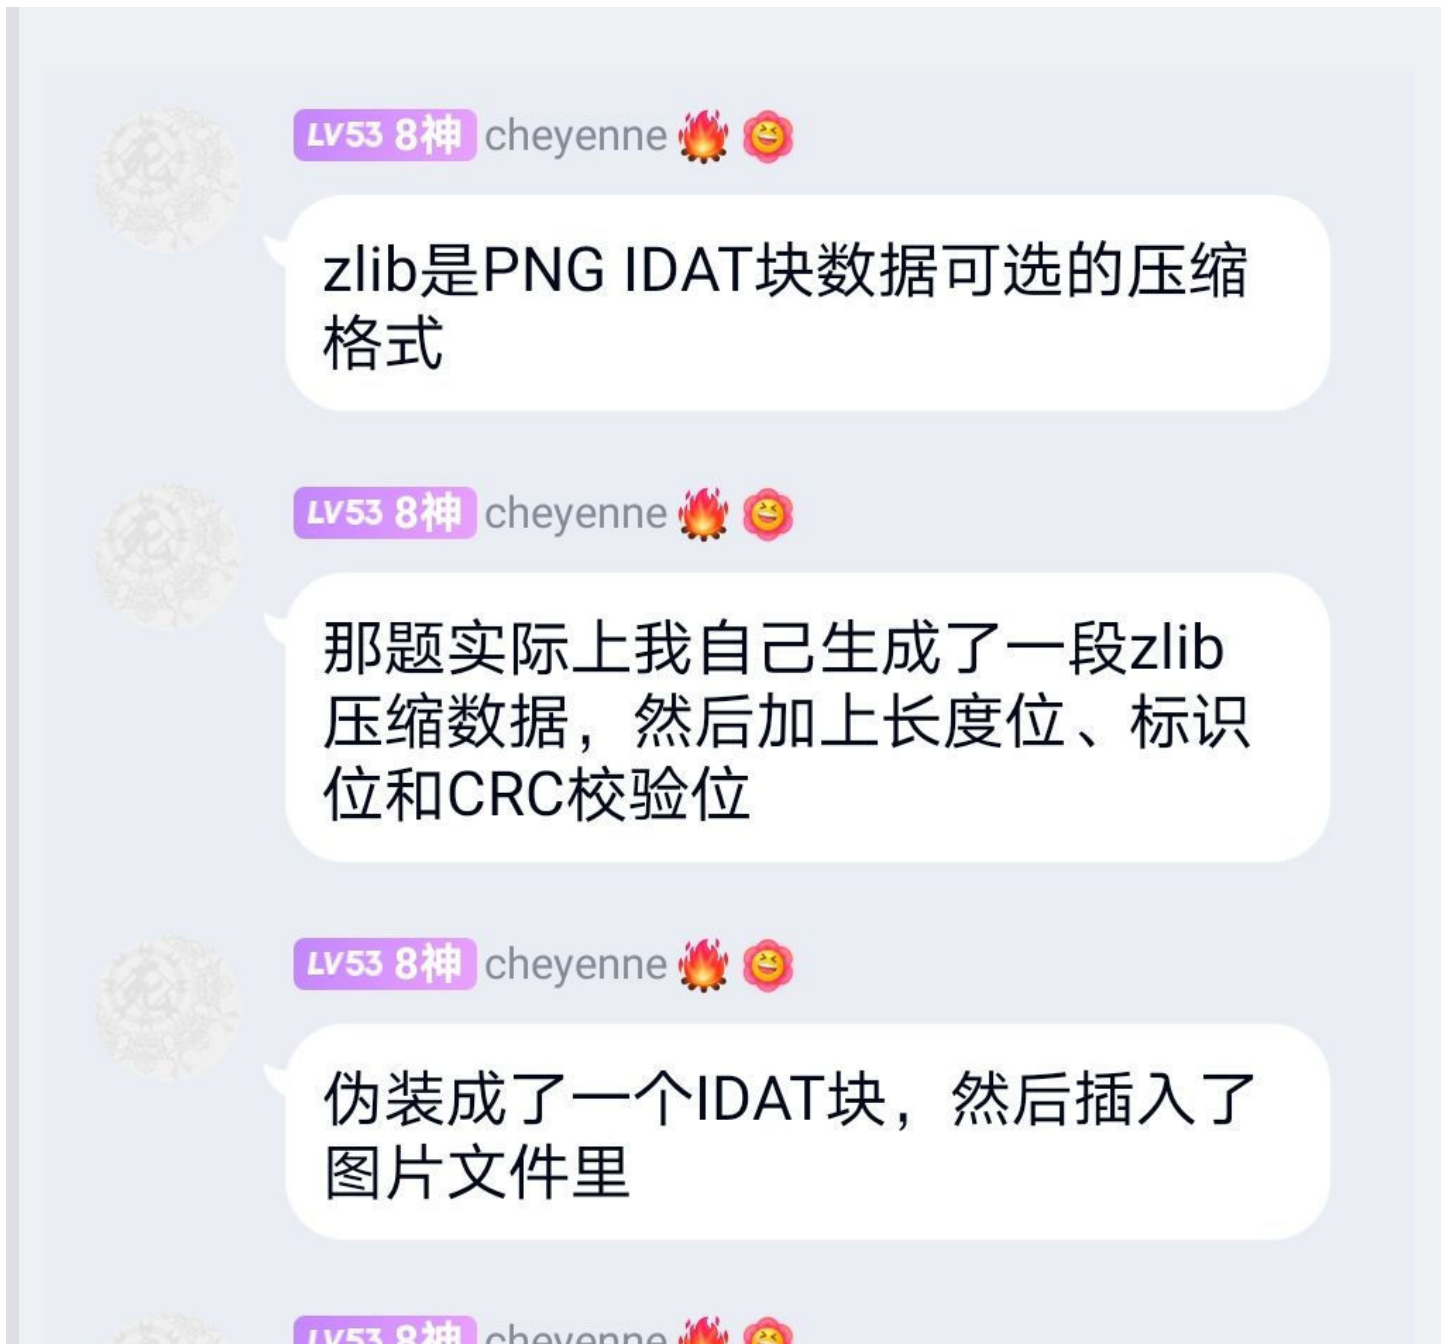 LV53 8神 cheyenne
zlib是PNG IDAT块数据可选的压缩
格式
LV53 8神 cheyenne
那题实际上我自己生成了一段zlib
压缩数据，然后加上长度位、标识
位和CRC校验位
LV53 8神 cheyenne
伪装成了一个IDAT块，然后插入了
图片文件里
LV53 8神 cheyenne